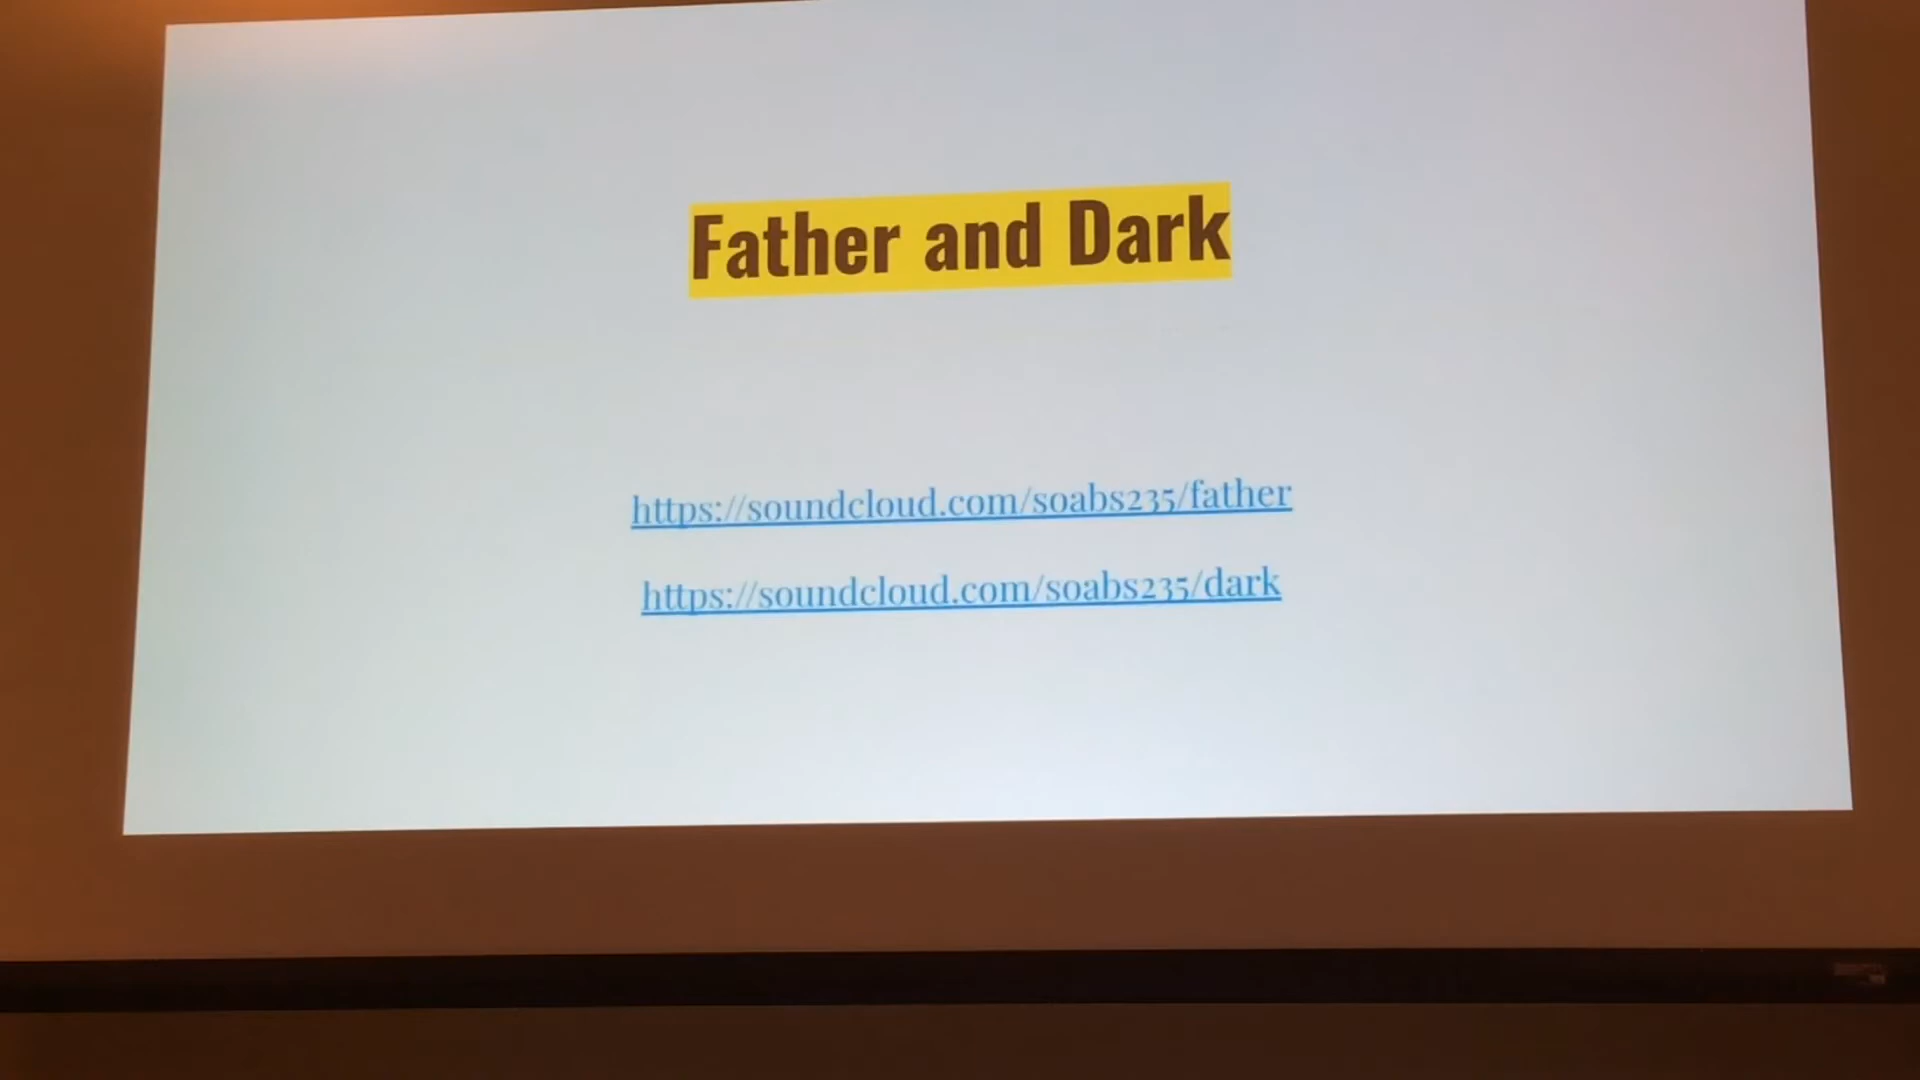 Father and Dark
https://soundcloud.com/soabs235/father
https://soundcloud.com/soabs235/dark